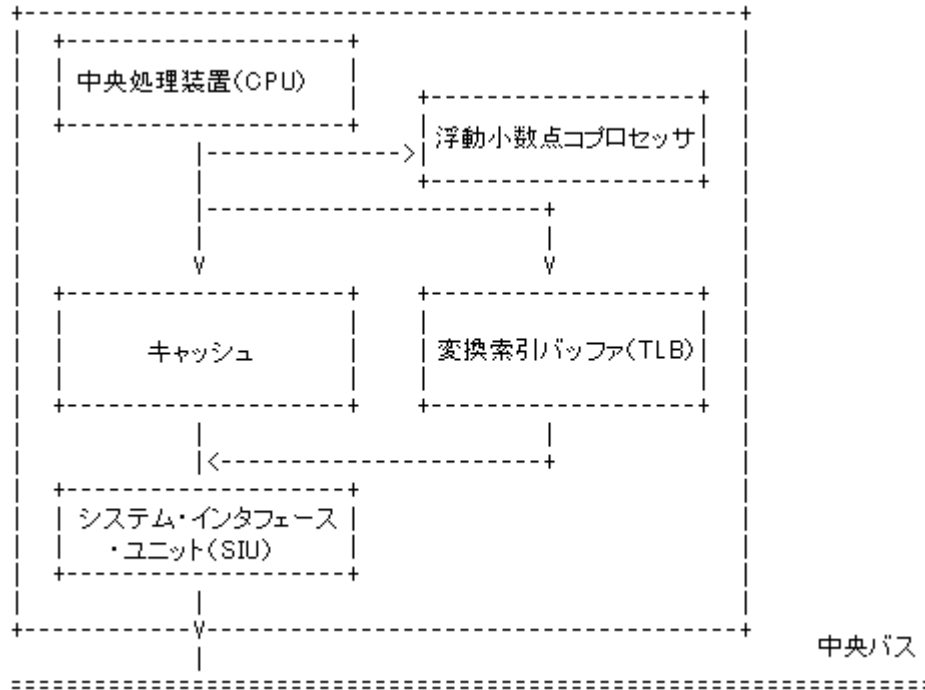 中央処理装置(CPU)
浮動小数点コプロセッサ
キャッシュ
変換索引バッファ(TLB)
システム・インタフェース
・ユニット(SIU)
中央バス